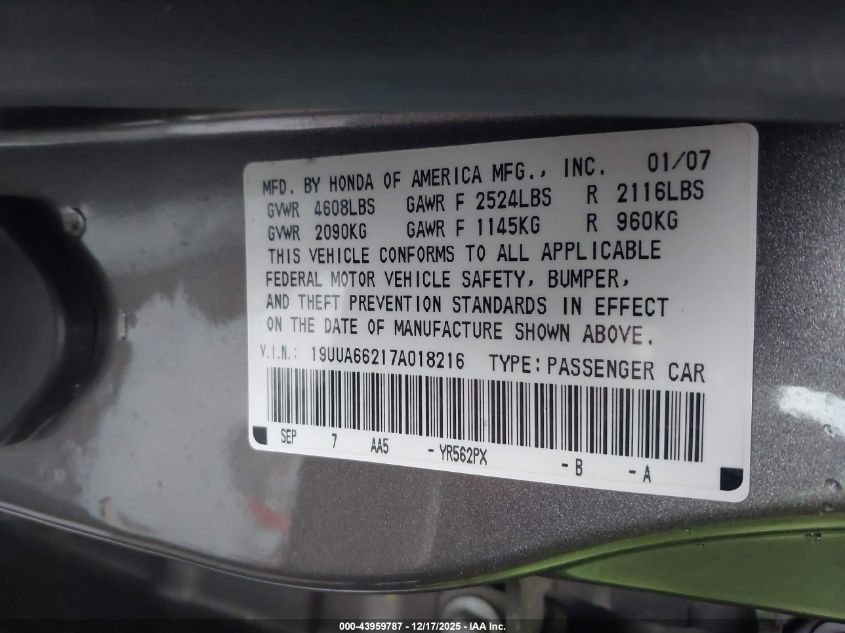 MFD. BY HONDA OF AMERICA MFG., INC. 01/07
GVWR 4608LBS GAWR F 2524LBS R 2116LBS
GVWR 2090KG GAWR F 1145KG R 960KG
THIS VEHICLE CONFORMS TO ALL APPLICABLE
FEDERAL MOTOR VEHICLE SAFETY, BUMPER,
AND THEFT PREVENTION STANDARDS IN EFFECT
ON THE DATE OF MANUFACTURE SHOWN ABOVE.
V.I.N.: 19UUA66217A018216 TYPE: PASSENGER CAR
SEP 7 AA5 - YR562PX - B - A
000-43959787 - 12/17/2025 - IAA Inc.